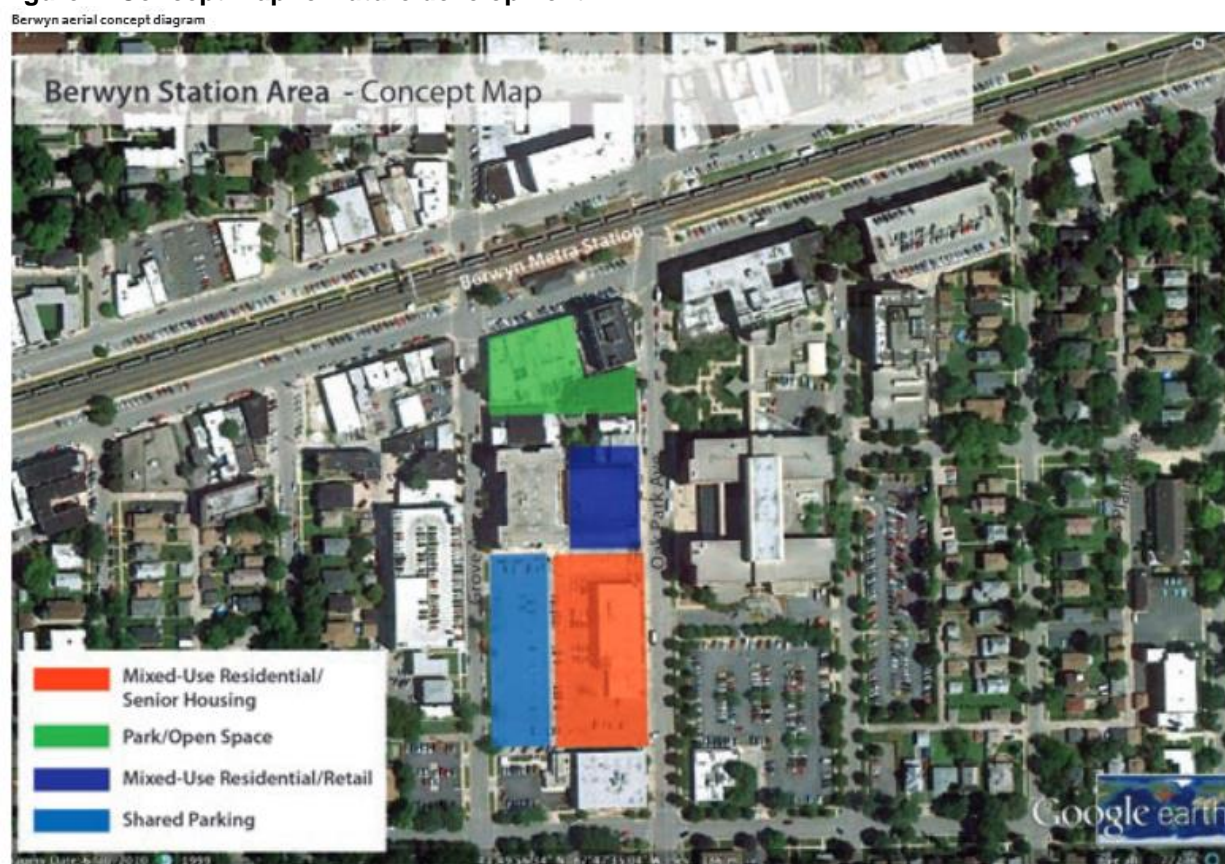 Berwyn aerial concept diagram
Berwyn Station Area - Concept Map
Berwyn Metra Station
Oak Park Ave
Grove
Mixed-Use Residential/
Senior Housing
Park/Open Space
Mixed-Use Residential/Retail
Shared Parking
Google earth
1998